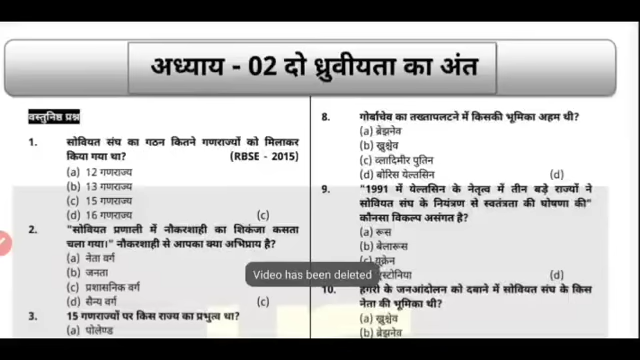 अध्याय - 02 दो ध्रुवीयता का अंत
वस्तुनिष्ठ प्रश्न
1. सोवियत संघ का गठन कितने गणराज्यों को मिलाकर
किया गया था? (RBSE - 2015)
(a) 12 गणराज्य
(b) 13 गणराज्य
(c) 15 गणराज्य
(d) 16 गणराज्य (c)
2. "सोवियत प्रणाली में नौकरशाही का शिकंजा कसता
चला गया।" नौकरशाही से आपका क्या अभिप्राय है?
(a) नेता वर्ग
(b) जनता
(c) प्रशासनिक वर्ग
(d) सैन्य वर्ग (c)
3. 15 गणराज्यों पर किस राज्य का प्रभुत्व था?
(a) पोलेण्ड
8. गोर्बाचेव का तख्तापलटने में किसकी भूमिका अहम थी?
(a) ब्रेझनेव
(b) खुश्चेव
(c) व्लादिमीर पुतिन
(d) बोरिस येल्तसिन (d)
9. "1991 में येल्तसिन के नेतृत्व में तीन बड़े राज्यों ने
सोवियत संघ के नियंत्रण से स्वतंत्रता की घोषणा की"
कौनसा विकल्प असंगत है?
(a) रूस
(b) बेलारूस
(c) यूक्रेन
(d)
Video has been deleted
10. हंगरी के जनआंदोलन को दबाने में सोवियत संघ के किस
नेता की भूमिका थी?
(a) खुश्चेव
(b) ब्रेझनेव